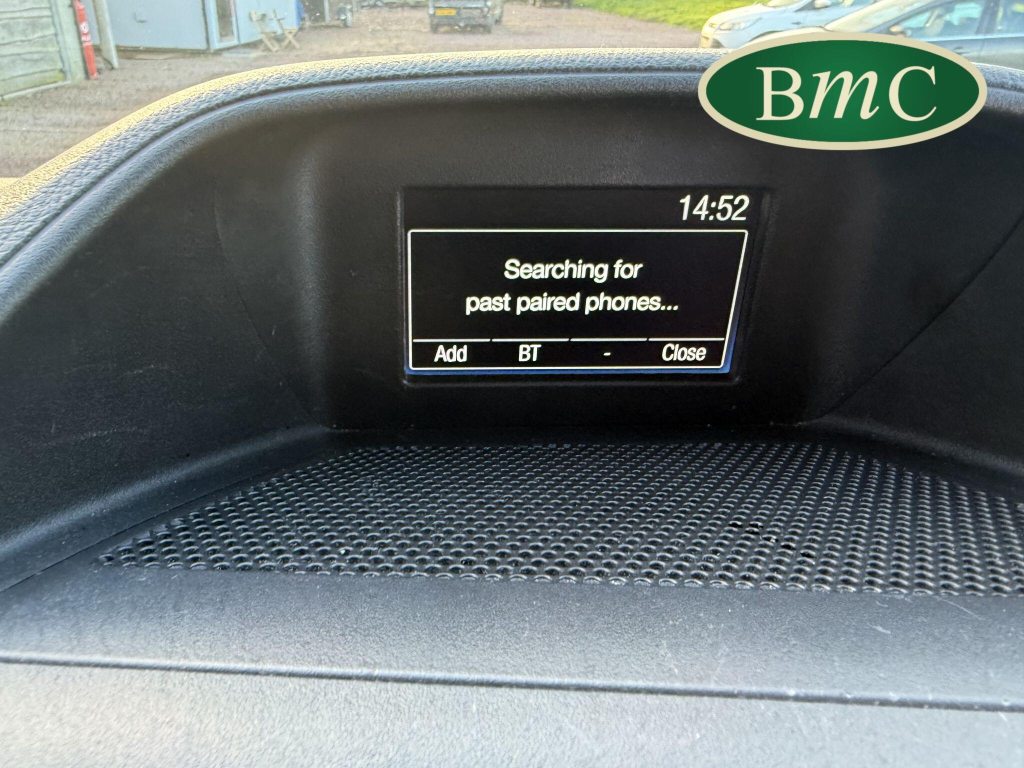 BmC
14:52
Searching for
past paired phones...
Add BT - Close